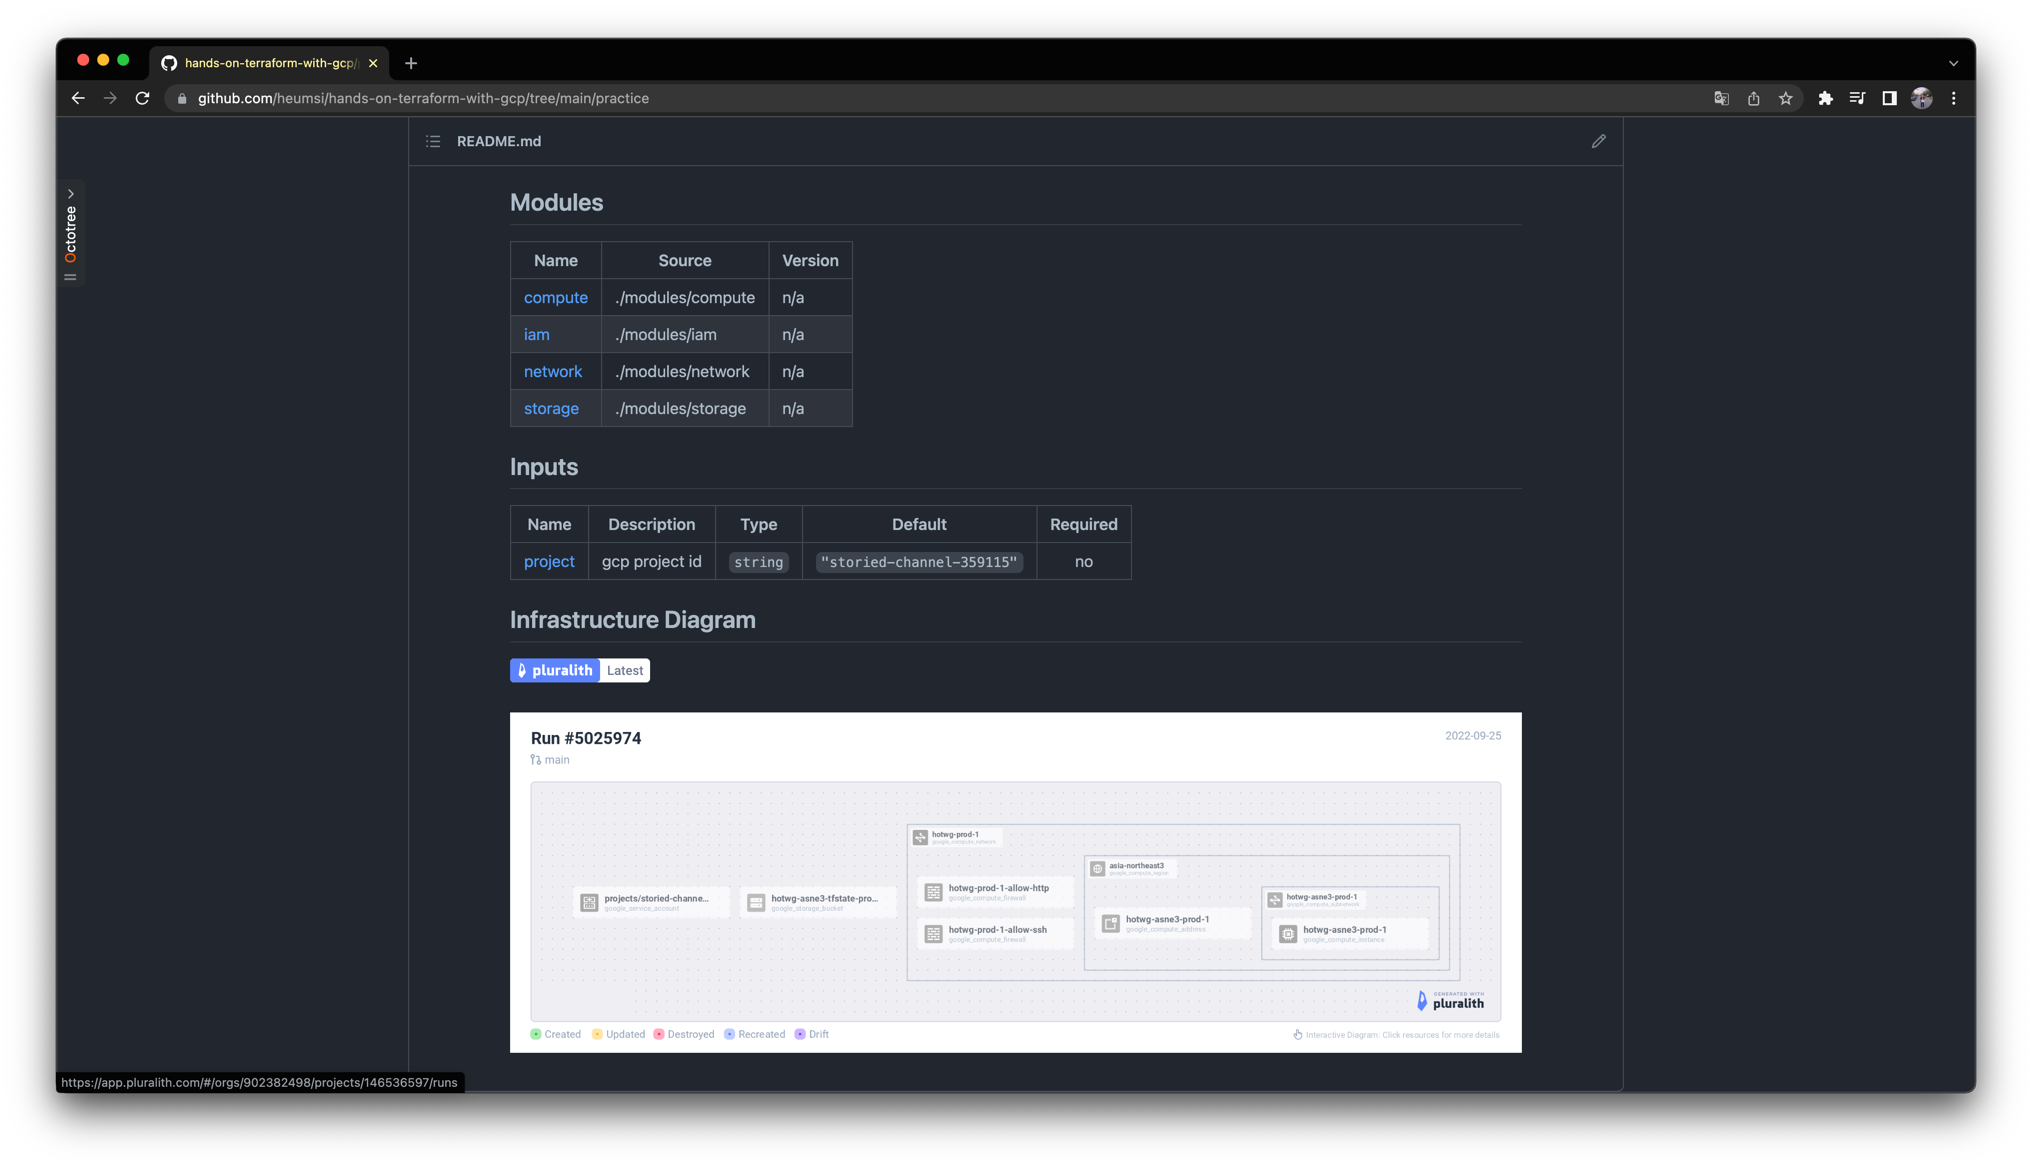 hands-on-terraform-with-gcp/
github.com/heumsi/hands-on-terraform-with-gcp/tree/main/practice
README.md
Octotree
Modules
Name Source Version
compute ./modules/compute n/a
iam ./modules/iam n/a
network ./modules/network n/a
storage ./modules/storage n/a
Inputs
Name Description Type Default Required
project gcp project id string "storied-channel-359115" no
Infrastructure Diagram
pluralith Latest
Run #5025974
2022-09-25
main
hotwg-prod-1
google_compute_network
asia-northeast3
google_compute_region
projects/storied-channe...
google_service_account
hotwg-asne3-tfstate-pro...
google_storage_bucket
hotwg-prod-1-allow-http
google_compute_firewall
hotwg-prod-1-allow-ssh
google_compute_firewall
hotwg-asne3-prod-1
google_compute_address
hotwg-asne3-prod-1
google_compute_subnetwork
hotwg-asne3-prod-1
google_compute_instance
GENERATED WITH
pluralith
Created Updated Destroyed Recreated Drift
Interactive Diagram: Click resources for more details
https://app.pluralith.com/#/orgs/902382498/projects/146536597/runs